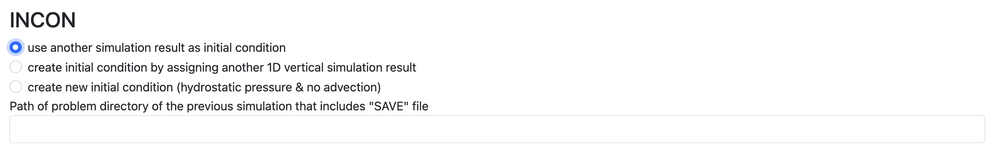 INCON
use another simulation result as initial condition
create initial condition by assigning another 1D vertical simulation result
create new initial condition (hydrostatic pressure & no advection)
Path of problem directory of the previous simulation that includes "SAVE" file